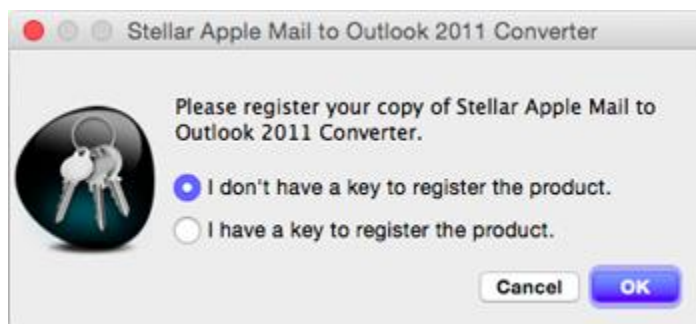 Stellar Apple Mail to Outlook 2011 Converter
Please register your copy of Stellar Apple Mail to
Outlook 2011 Converter.
I don't have a key to register the product.
I have a key to register the product.
Cancel OK